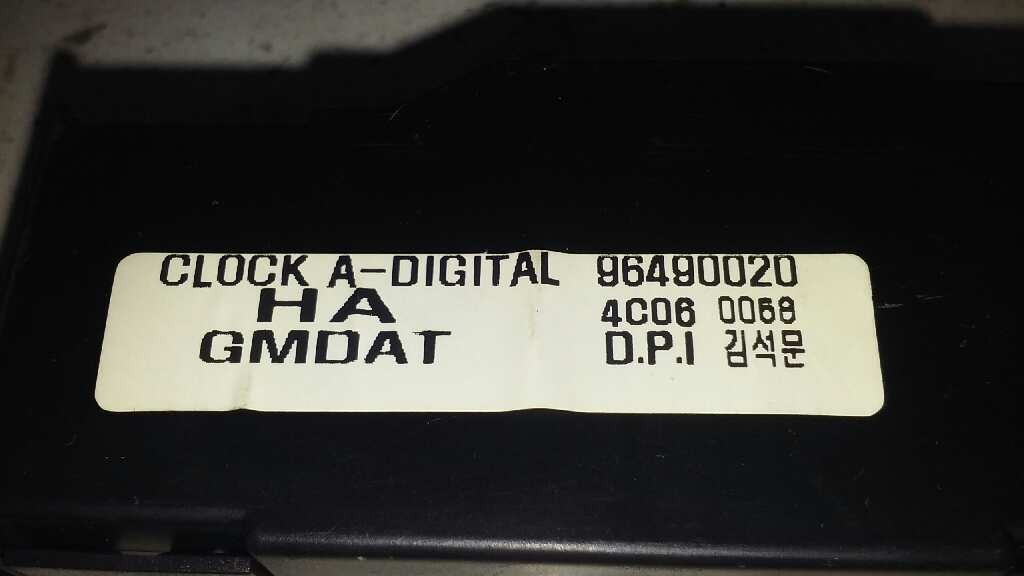 CLOCK A-DIGITAL 96490020
HA 4C06 0068
GMDAT D.P.I 김석문